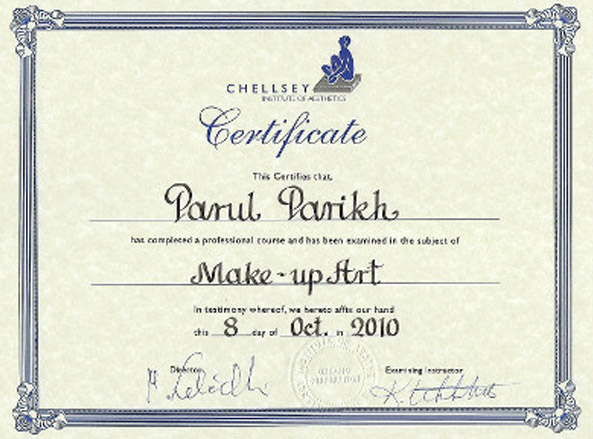 CHELLSEY
INSTITUTE OF AESTHETICS
Certificate
This Certifies that,
Parul Parikh
has completed a professional course and has been examined in the subject of
Make-up Art
In testimony whereof, we hereto affix our hand
this 8 day of Oct. in 2010
Director, Examining Instructor